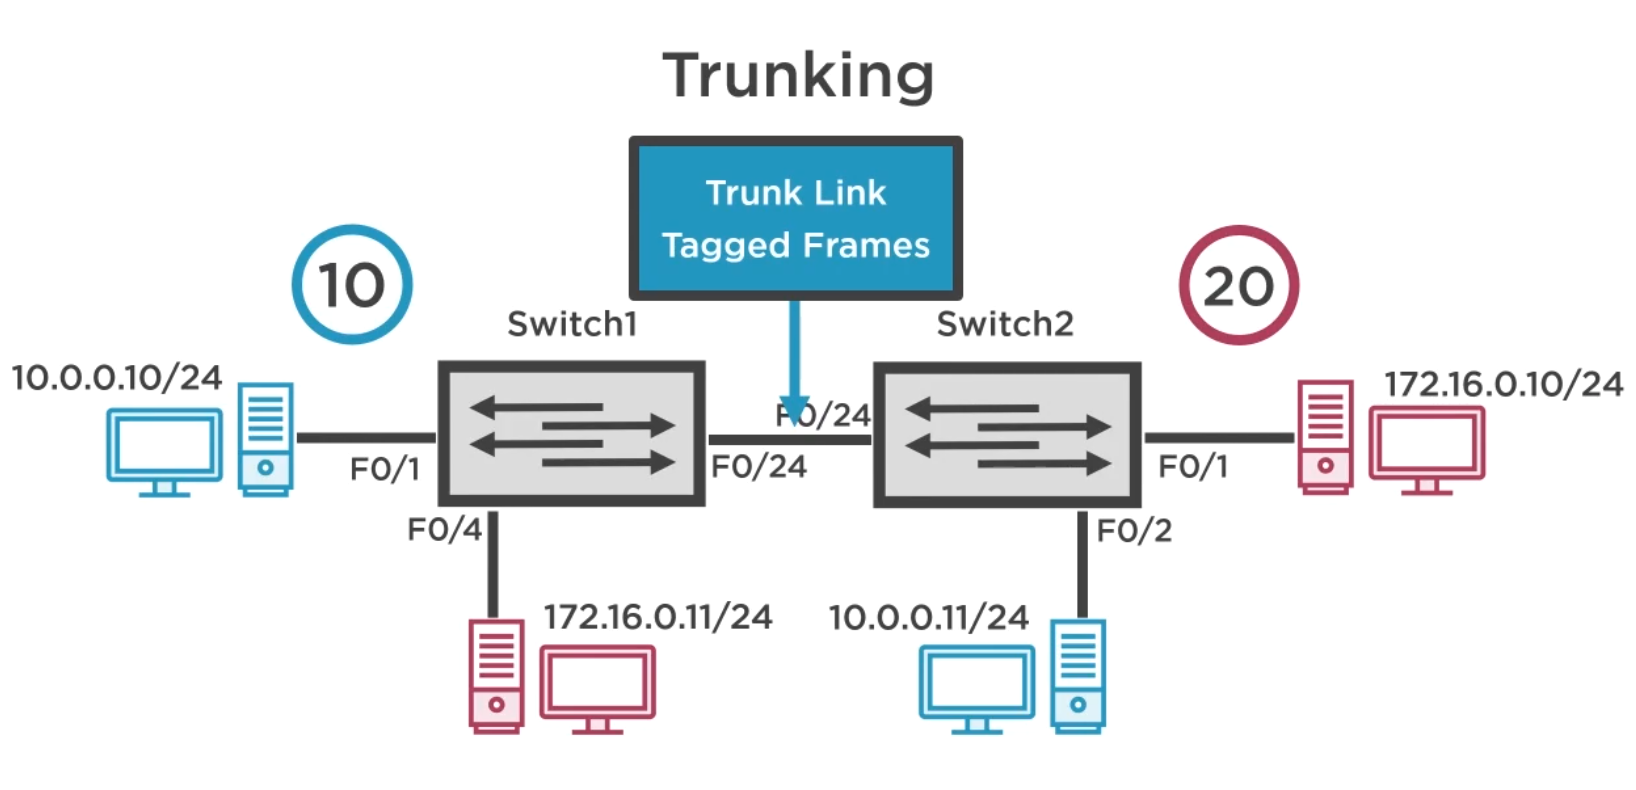 Trunking
Trunk Link
Tagged Frames
10
20
Switch1
Switch2
10.0.0.10/24
172.16.0.10/24
F0/24
F0/1
F0/24
F0/1
F0/4
F0/2
172.16.0.11/24
10.0.0.11/24